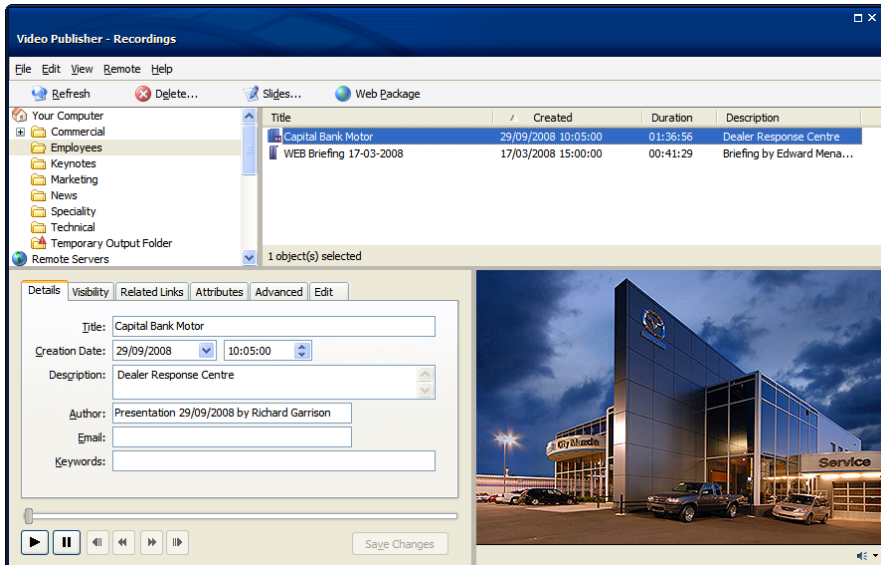 Video Publisher - Recordings
File Edit View Remote Help
Refresh Delete... Slides... Web Package
Your Computer
Commercial
Employees
Keynotes
Marketing
News
Speciality
Technical
Temporary Output Folder
Remote Servers
Title Created Duration Description
Capital Bank Motor 29/09/2008 10:05:00 01:36:56 Dealer Response Centre
WEB Briefing 17-03-2008 17/03/2008 15:00:00 00:41:29 Briefing by Edward Mena...
1 object(s) selected
Details Visibility Related Links Attributes Advanced Edit
Title: Capital Bank Motor
Creation Date: 29/09/2008 10:05:00
Description: Dealer Response Centre
Author: Presentation 29/09/2008 by Richard Garrison
Email:
Keywords:
Save Changes
City Mazda
Service